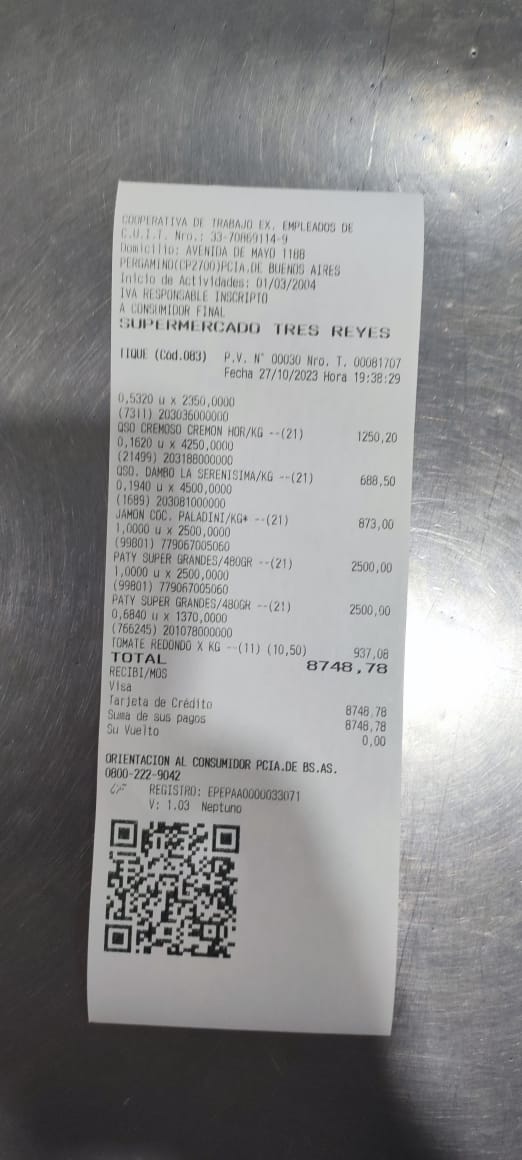 COOPERATIVA DE TRABAJO EX. EMPLEADOS DE
C.U.I.T. Nro.: 33-70869114-9
Domicilio: AVENIDA DE MAYO 1188
PERGAMINO(CP2700)PCIA.DE BUENOS AIRES
Inicio de Actividades: 01/03/2004
IVA RESPONSABLE INSCRIPTO
A CONSUMIDOR FINAL
SUPERMERCADO TRES REYES
TIQUE (Cód.083) P.V. N° 00030 Nro. T. 00081707
Fecha 27/10/2023 Hora 19:38:29
0,5320 u x 2350,0000
(7311) 203036000000
QSO CREMOSO CREMON HOR/KG --(21) 1250,20
0,1620 u x 4250,0000
(21499) 203188000000
QSO. DAMBO LA SERENISIMA/KG --(21) 688,50
0,1940 u x 4500,0000
(1689) 203081000000
JAMON COC. PALADINI/KG* --(21) 873,00
1,0000 u x 2500,0000
(99801) 779067005060
PATY SUPER GRANDES/480GR --(21) 2500,00
1,0000 u x 2500,0000
(99801) 779067005060
PATY SUPER GRANDES/480GR --(21) 2500,00
0,6840 u x 1370,0000
(766245) 201078000000
TOMATE REDONDO X KG --(11) (10,50) 937,08
TOTAL 8748,78
RECIBI/MOS
Visa
Tarjeta de Crédito 8748,78
Suma de sus pagos 8748,78
Su Vuelto 0,00
ORIENTACION AL CONSUMIDOR PCIA.DE BS.AS.
0800-222-9042
CF REGISTRO: EPEPAA0000033071
V: 1.03 Neptuno